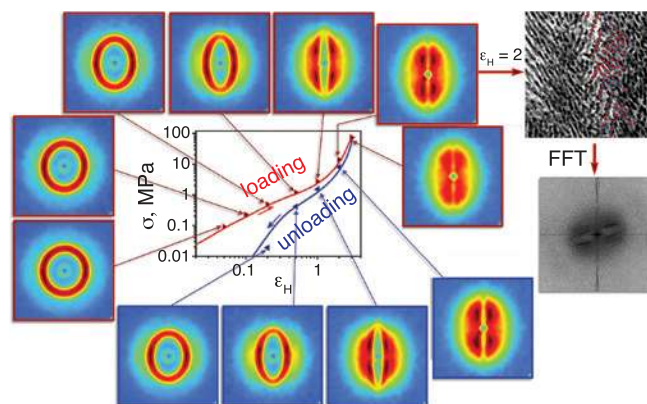 ε_H = 2
FFT
100
10
1
0.1
0.01
σ, MPa
loading
unloading
0.1
1
ε_H